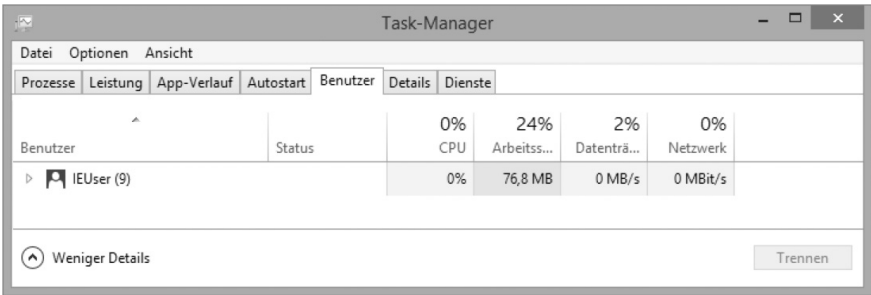 Task-Manager
Datei Optionen Ansicht
Prozesse Leistung App-Verlauf Autostart Benutzer Details Dienste
0% 24% 2% 0%
Benutzer Status CPU Arbeitss... Datenträ... Netzwerk
IEUser (9) 0% 76,8 MB 0 MB/s 0 MBit/s
Weniger Details Trennen